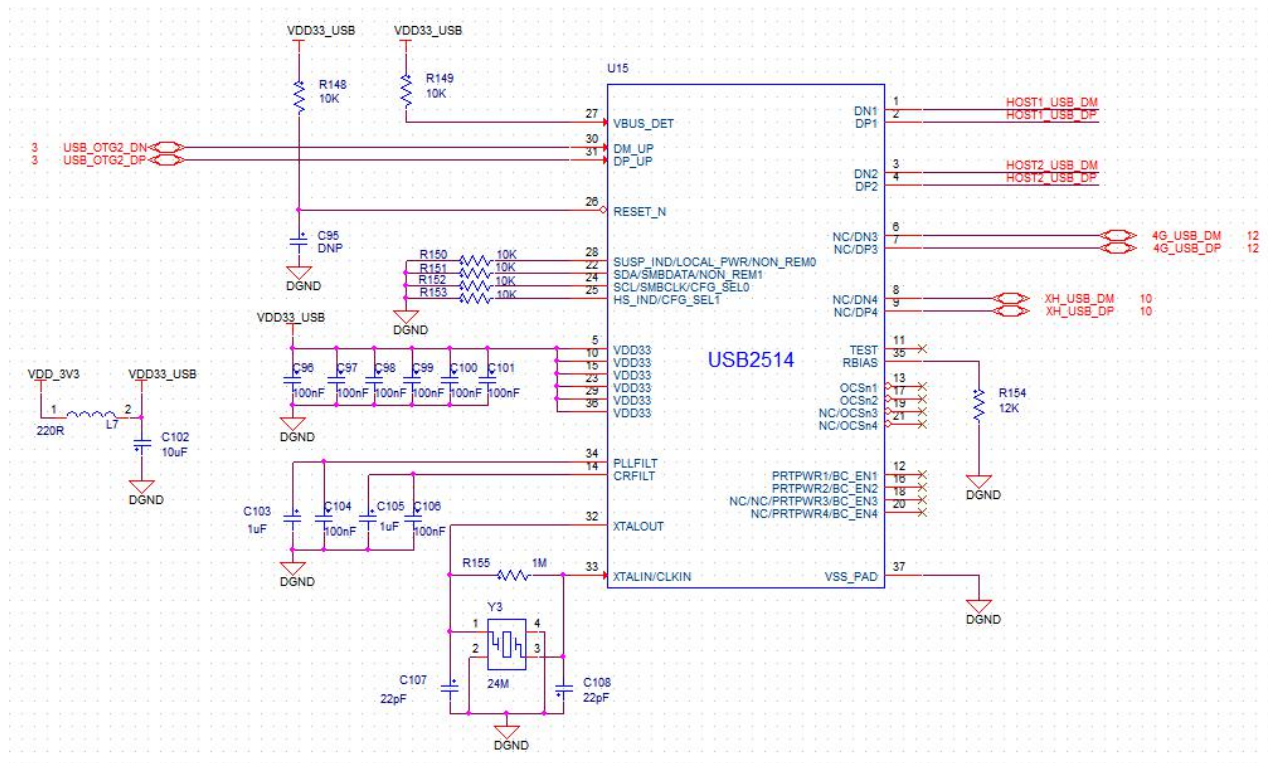 VDD33_USB VDD33_USB
U15
R148
10K
R149
10K
27 VBUS_DET
3 USB_OTG2_DN 30 DM_UP
3 USB_OTG2_DP 31 DP_UP
26 RESET_N
C95
DNP
DGND
R150 10K 28 SUSP_IND/LOCAL_PWR/NON_REM0
R151 10K 22 SDA/SMBDATA/NON_REM1
R152 10K 24 SCL/SMBCLK/CFG_SEL0
R153 10K 25 HS_IND/CFG_SEL1
DGND
VDD33_USB
5 VDD33
10 VDD33
15 VDD33
23 VDD33
29 VDD33
36 VDD33
C96 C97 C98 C99 C100 C101
100nF 100nF 100nF 100nF 100nF 100nF
DGND
VDD_3V3 VDD33_USB
1 2
220R L7
C102
10uF
DGND
34 PLLFILT
14 CRFILT
C103 C104 C105 C106
1uF 100nF 1uF 100nF
DGND
32 XTALOUT
R155 1M 33 XTALIN/CLKIN
Y3
1 4
2 3
24M
C107
22pF
C108
22pF
DGND
USB2514
DN1 1 HOST1_USB_DM
DP1 2 HOST1_USB_DP
DN2 3 HOST2_USB_DM
DP2 4 HOST2_USB_DP
NC/DN3 6 4G_USB_DM 12
NC/DP3 7 4G_USB_DP 12
NC/DN4 8 XH_USB_DM 10
NC/DP4 9 XH_USB_DP 10
TEST 11
RBIAS 35
OCSn1 13
OCSn2 17
NC/OCSn3 19
NC/OCSn4 21
R154
12K
DGND
PRTPWR1/BC_EN1 12
PRTPWR2/BC_EN2 16
NC/NC/PRTPWR3/BC_EN3 18
NC/PRTPWR4/BC_EN4 20
VSS_PAD 37
DGND